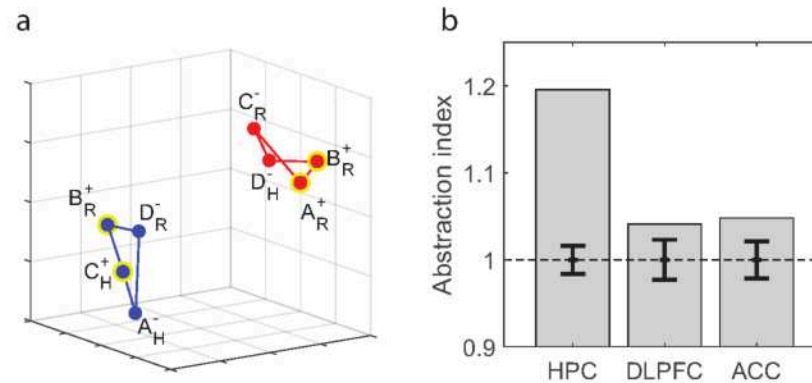 a
C⁻R
B⁺R
D⁻H
A⁺R
B⁺R
D⁻R
C⁺H
A⁻H
b
Abstraction index
1.2
1.1
1
0.9
HPC DLPFC ACC